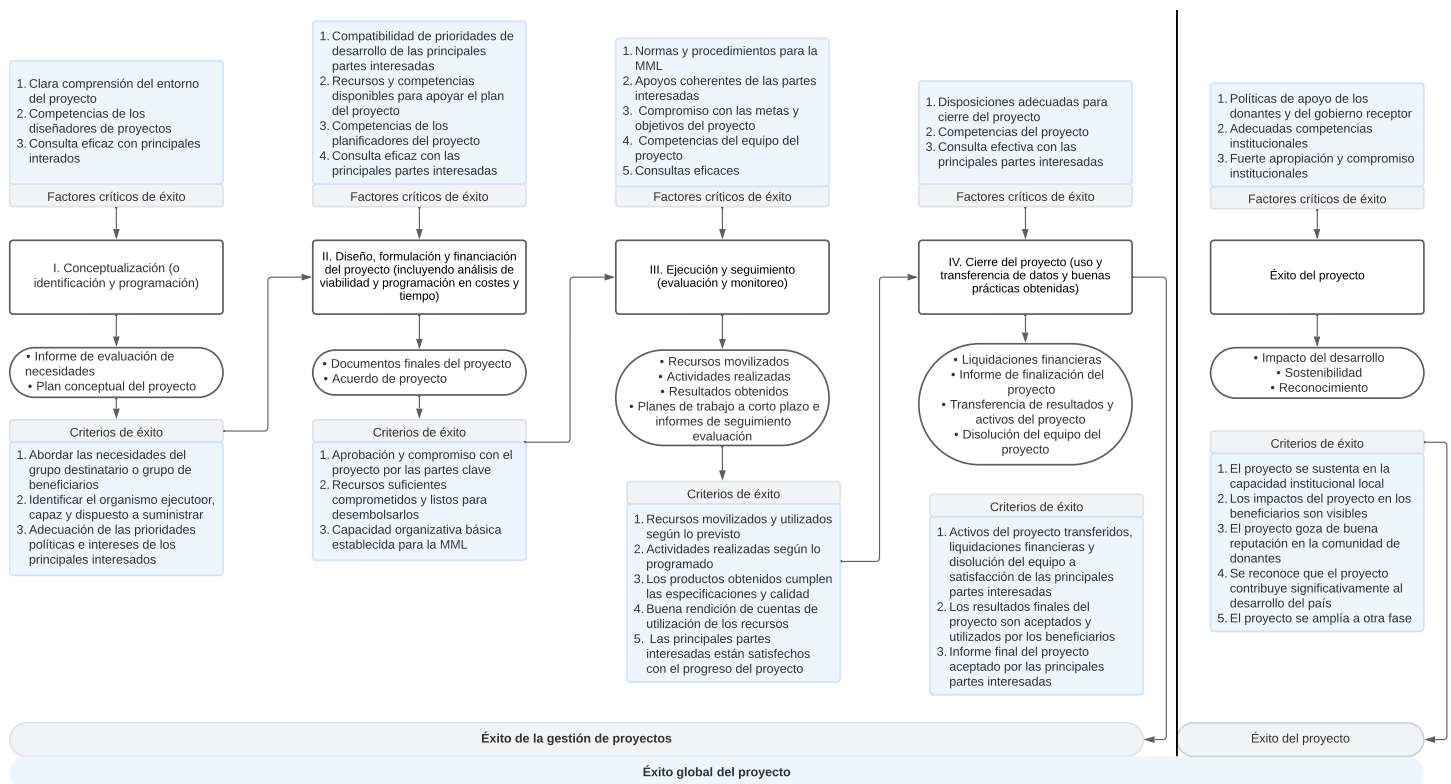 1. Clara comprensión del entorno
del proyecto
2. Competencias de los
diseñadores de proyectos
3. Consulta eficaz con principales
interados
Factores críticos de éxito
I. Conceptualización (o
identificación y programación)
• Informe de evaluación de
necesidades
• Plan conceptual del proyecto
Criterios de éxito
1. Abordar las necesidades del
grupo destinatario o grupo de
beneficiarios
2. Identificar el organismo ejecutoor,
capaz y dispuesto a suministrar
3. Adecuación de las prioridades
políticas e intereses de los
principales interesados
1. Compatibilidad de prioridades de
desarrollo de las principales
partes interesadas
2. Recursos y competencias
disponibles para apoyar el plan
del proyecto
3. Competencias de los
planificadores del proyecto
4. Consulta eficaz con las
principales partes interesadas
Factores críticos de éxito
II. Diseño, formulación y financiación
del proyecto (incluyendo análisis de
viabilidad y programación en costes y
tiempo)
• Documentos finales del proyecto
• Acuerdo de proyecto
Criterios de éxito
1. Aprobación y compromiso con el
proyecto por las partes clave
2. Recursos suficientes
comprometidos y listos para
desembolsarlos
3. Capacidad organizativa básica
establecida para la MML
1. Normas y procedimientos para la
MML
2. Apoyos coherentes de las partes
interesadas
3. Compromiso con las metas y
objetivos del proyecto
4. Competencias del equipo del
proyecto
5. Consultas eficaces
Factores críticos de éxito
III. Ejecución y seguimiento
(evaluación y monitoreo)
• Recursos movilizados
• Actividades realizadas
• Resultados obtenidos
• Planes de trabajo a corto plazo e
informes de seguimiento
evaluación
Criterios de éxito
1. Recursos movilizados y utilizados
según lo previsto
2. Actividades realizadas según lo
programado
3. Los productos obtenidos cumplen
las especificaciones y calidad
4. Buena rendición de cuentas de
utilización de los recursos
5. Las principales partes
interesadas están satisfechos
con el progreso del proyecto
1. Disposiciones adecuadas para
cierre del proyecto
2. Competencias del proyecto
3. Consulta efectiva con las
principales partes interesadas
Factores críticos de éxito
IV. Cierre del proyecto (uso y
transferencia de datos y buenas
prácticas obtenidas)
• Liquidaciones financieras
• Informe de finalización del
proyecto
• Transferencia de resultados y
activos del proyecto
• Disolución del equipo del
proyecto
Criterios de éxito
1. Activos del proyecto transferidos,
liquidaciones financieras y
disolución del equipo a
satisfacción de las principales
partes interesadas
2. Los resultados finales del
proyecto son aceptados y
utilizados por los beneficiarios
3. Informe final del proyecto
aceptado por las principales
partes interesadas
1. Políticas de apoyo de los
donantes y del gobierno receptor
2. Adecuadas competencias
institucionales
3. Fuerte apropiación y compromiso
institucionales
Factores críticos de éxito
Éxito del proyecto
• Impacto del desarrollo
• Sostenibilidad
• Reconocimiento
Criterios de éxito
1. El proyecto se sustenta en la
capacidad institucional local
2. Los impactos del proyecto en los
beneficiarios son visibles
3. El proyecto goza de buena
reputación en la comunidad de
donantes
4. Se reconoce que el proyecto
contribuye significativamente al
desarrollo del país
5. El proyecto se amplía a otra fase
Éxito de la gestión de proyectos
Éxito del proyecto
Éxito global del proyecto